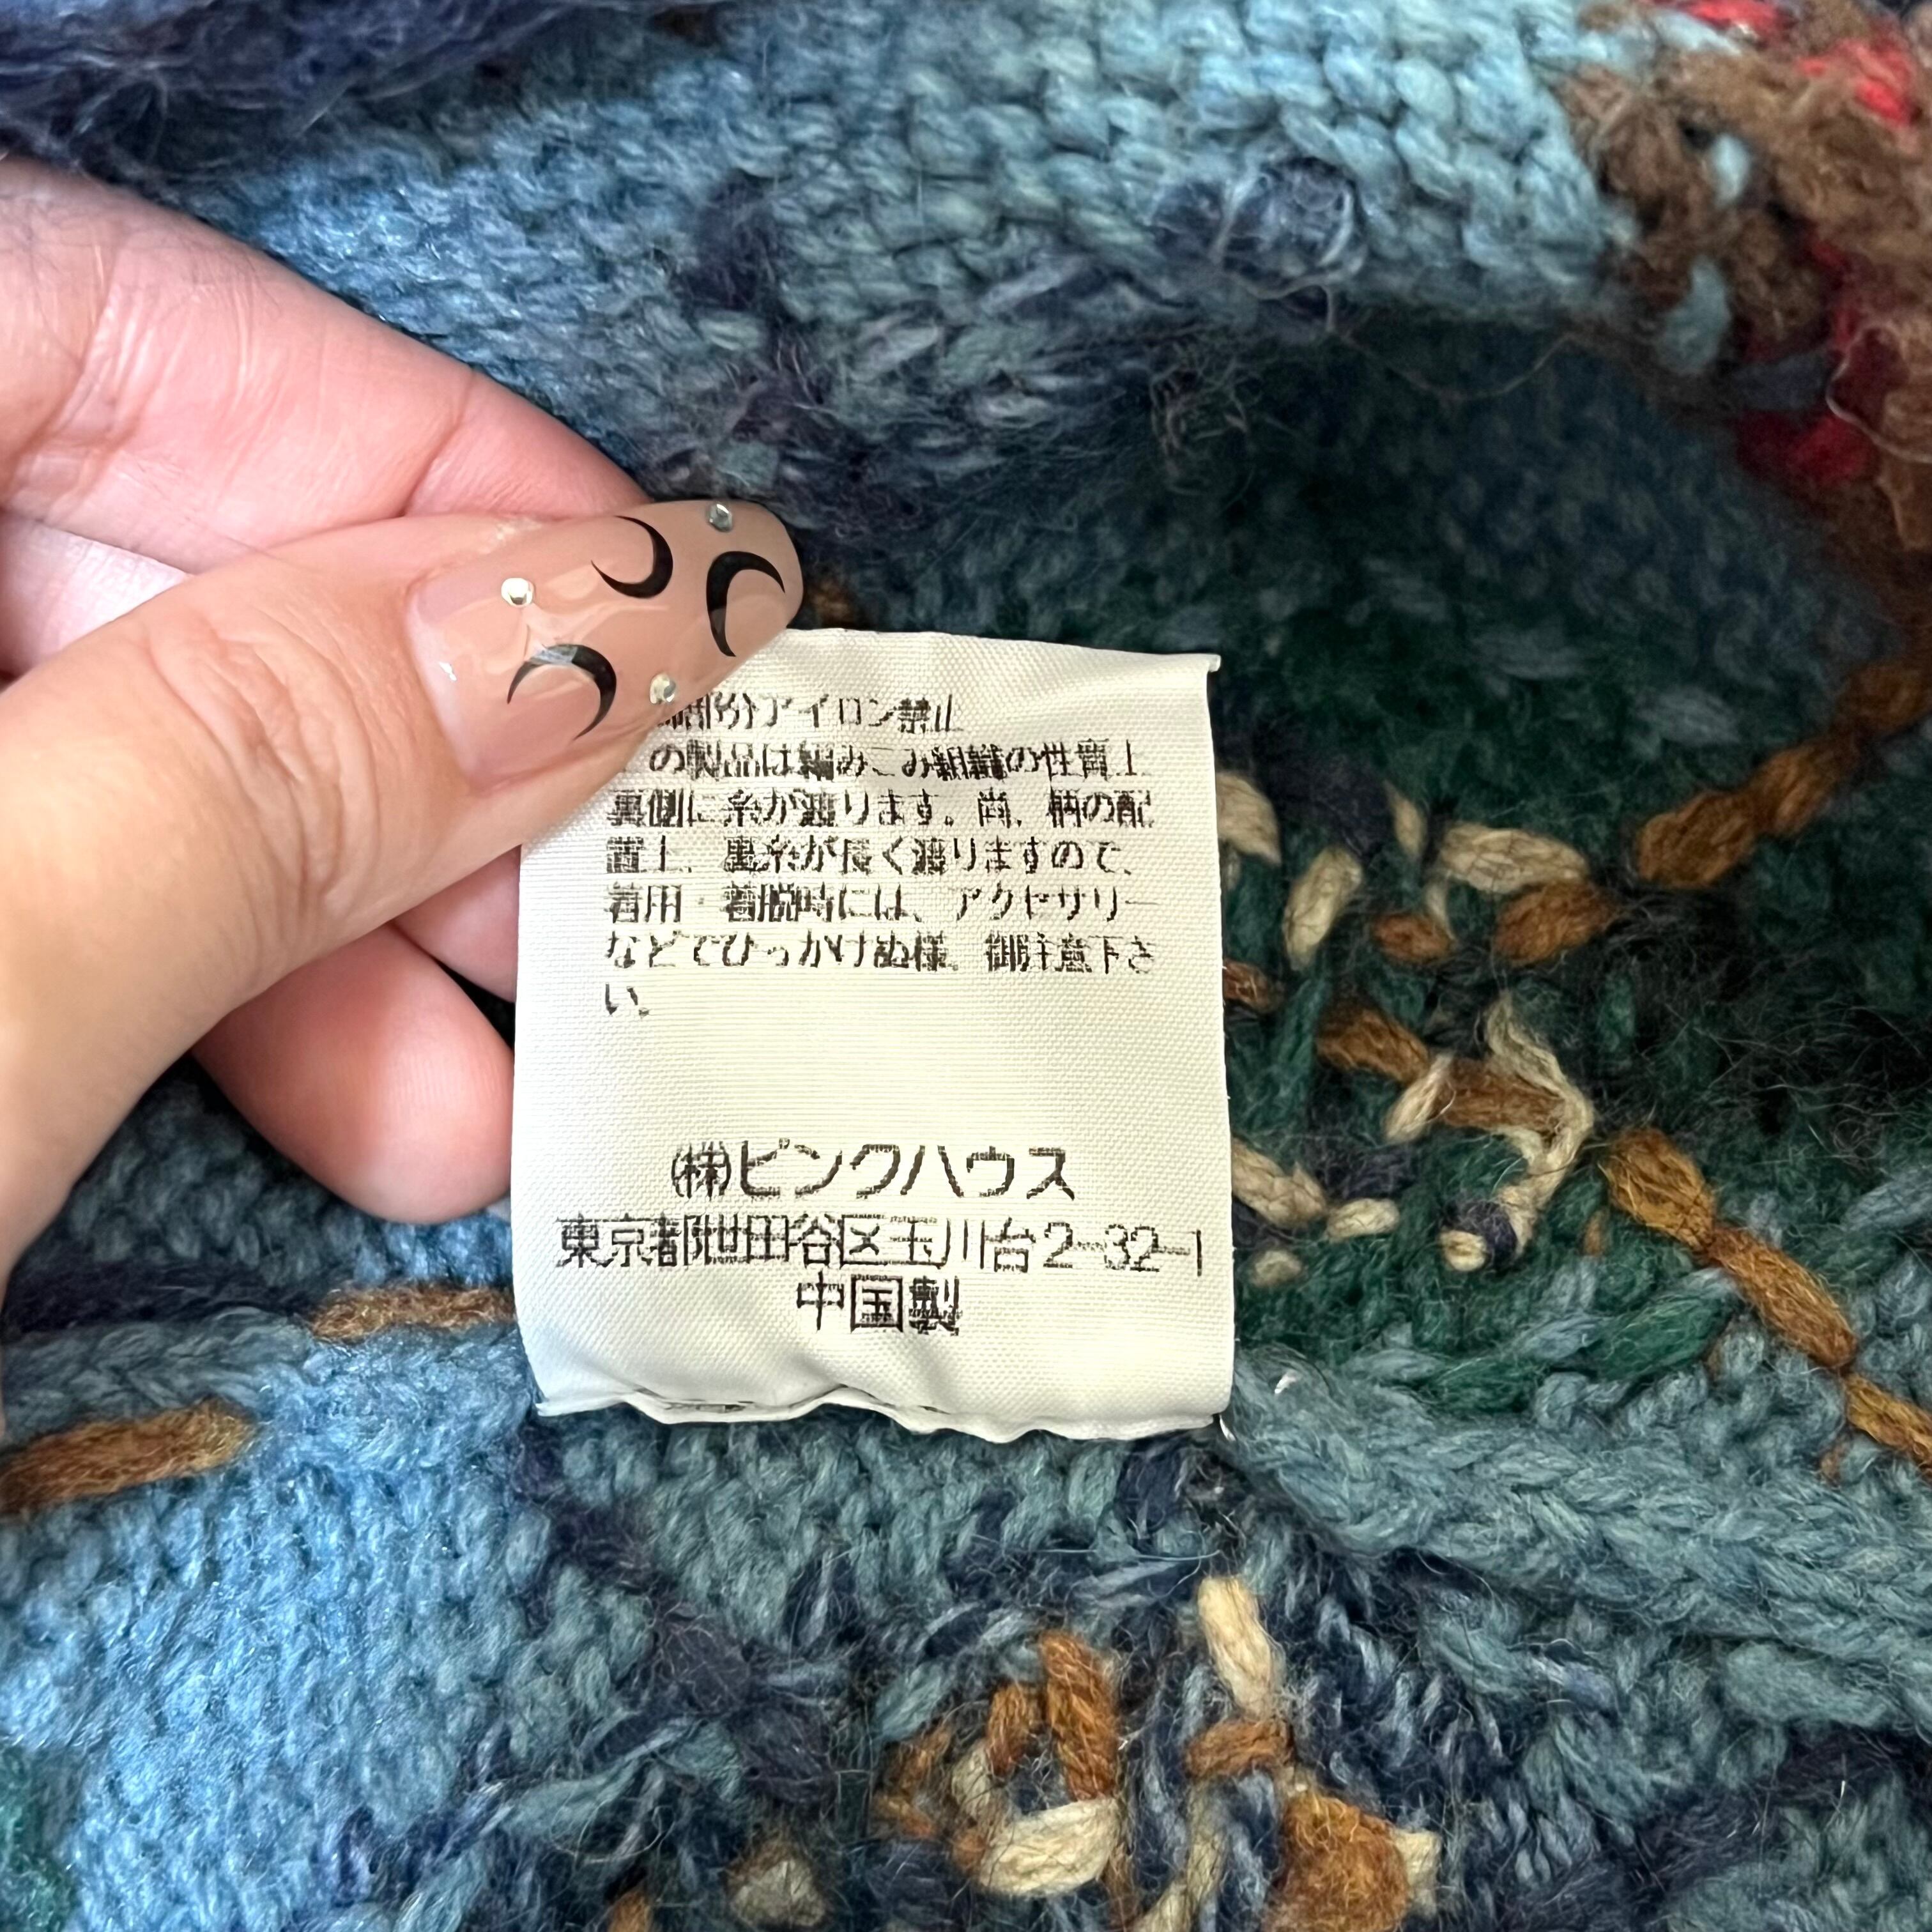 部分アイロン禁止
の製品は編みこみ組織の性質上
裏側に糸が渡ります。尚、柄の配
置上、裏糸が長く渡りますので、
着用・着脱時には、アクセサリー
などでひっかけぬ様、御注意下さ
い。
㈱ピンクハウス
東京都世田谷区玉川台2-32-1
中国製